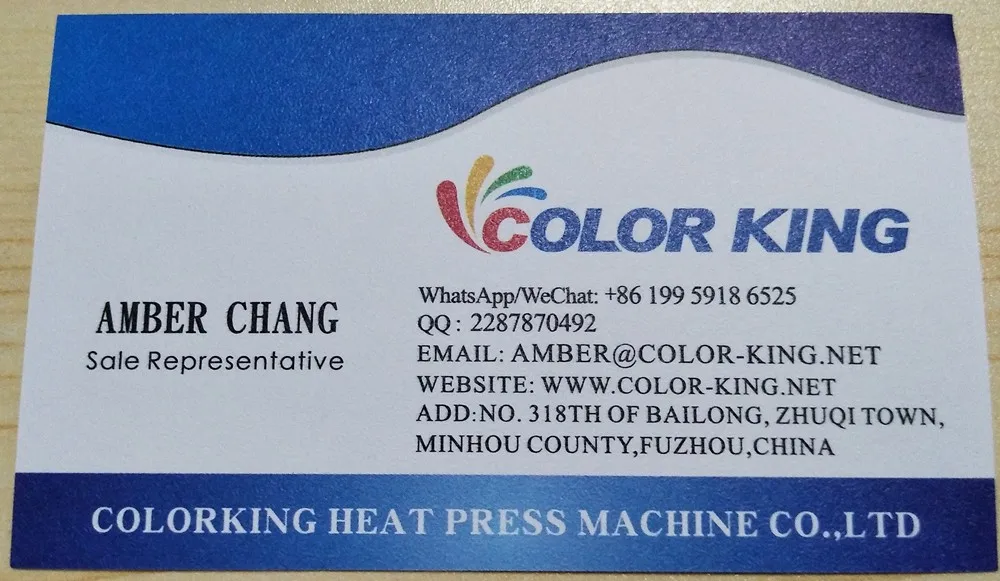 COLOR KING
AMBER CHANG
Sale Representative
WhatsApp/WeChat: +86 199 5918 6525
QQ : 2287870492
EMAIL: AMBER@COLOR-KING.NET
WEBSITE: WWW.COLOR-KING.NET
ADD:NO. 318TH OF BAILONG, ZHUQI TOWN,
MINHOU COUNTY,FUZHOU,CHINA
COLORKING HEAT PRESS MACHINE CO.,LTD